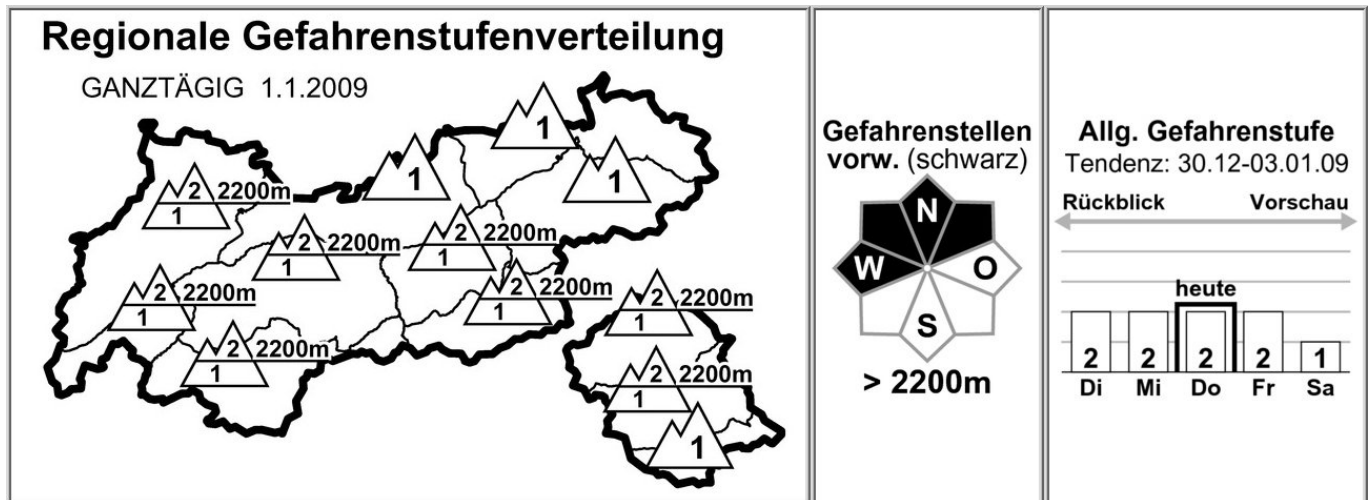 Regionale Gefahrenstufenverteilung
GANZTÄGIG 1.1.2009
1
1
1
2 2200m
1
2 2200m
1
2 2200m
1
2 2200m
1
2 2200m
1
2 2200m
1
2 2200m
1
2 2200m
1
1
Gefahrenstellen
vorw. (schwarz)
N
W O
S
> 2200m
Allg. Gefahrenstufe
Tendenz: 30.12-03.01.09
Rückblick Vorschau
heute
2 2 2 2 1
Di Mi Do Fr Sa